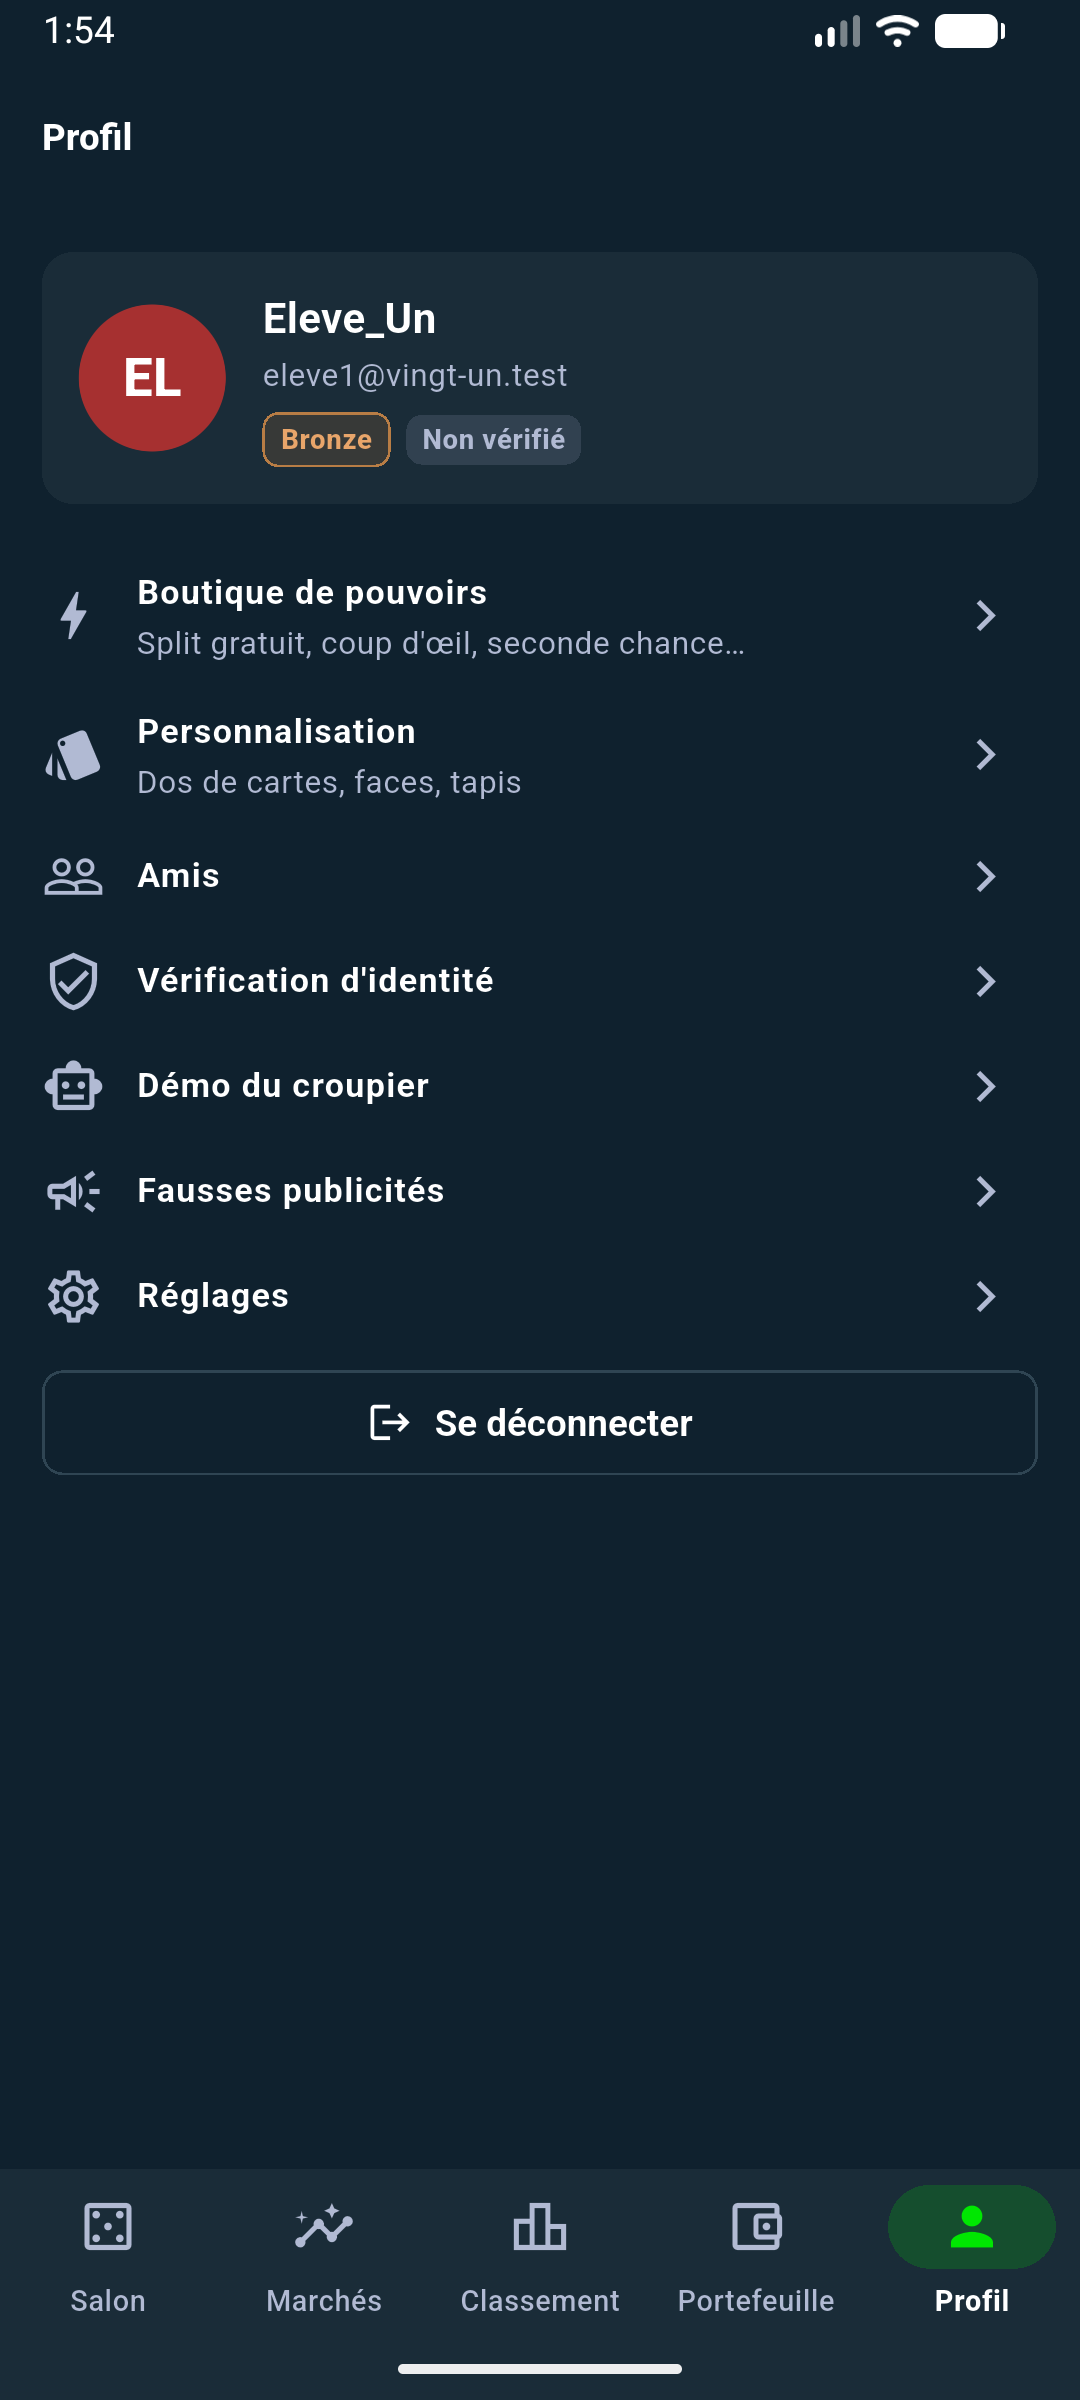 1:54
Profil
EL
Eleve_Un
eleve1@vingt-un.test
Bronze
Non vérifié
Boutique de pouvoirs
Split gratuit, coup d'œil, seconde chance…
Personnalisation
Dos de cartes, faces, tapis
Amis
Vérification d'identité
Démo du croupier
Fausses publicités
Réglages
Se déconnecter
Salon
Marchés
Classement
Portefeuille
Profil